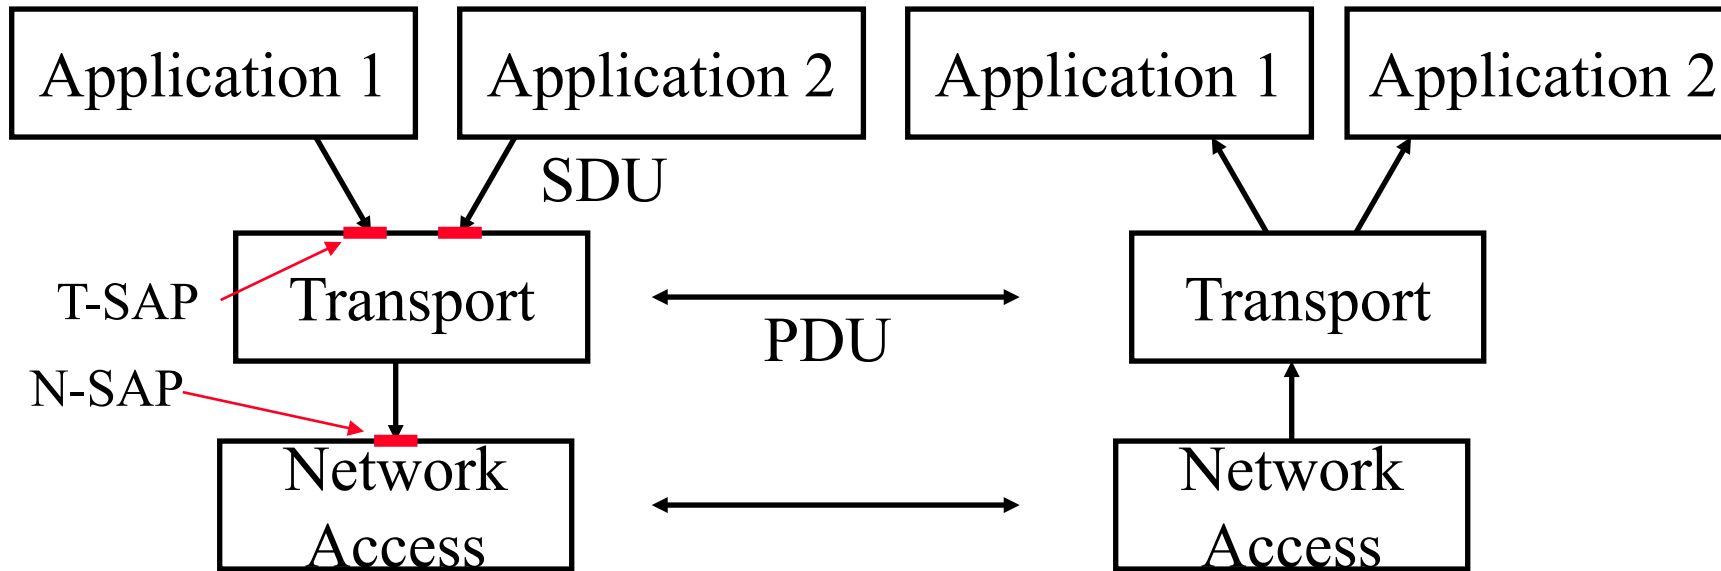 Application 1
Application 2
Application 1
Application 2
SDU
T-SAP
Transport
PDU
Transport
N-SAP
Network
Access
Network
Access